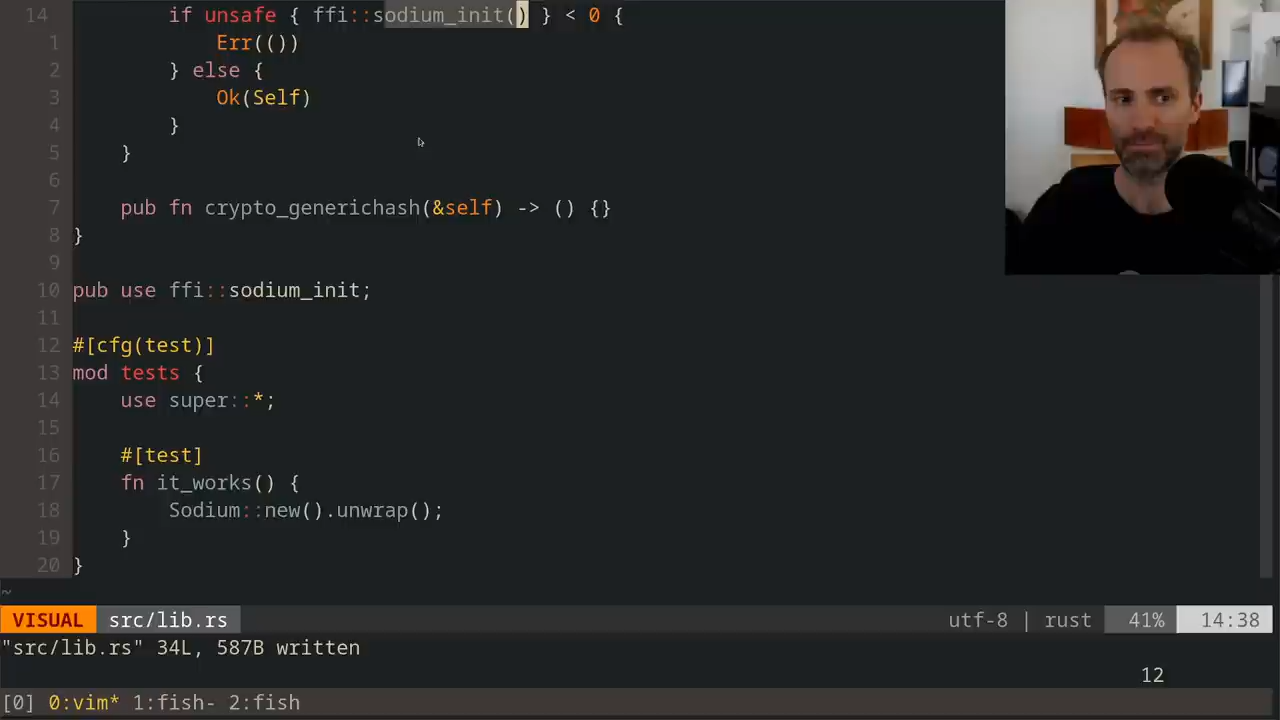 14 if unsafe { ffi::sodium_init() } < 0 {
1 Err(())
2 } else {
3 Ok(Self)
4 }
5 }
6
7 pub fn crypto_generichash(&self) -> () {}
8 }
9
10 pub use ffi::sodium_init;
11
12 #[cfg(test)]
13 mod tests {
14 use super::*;
15
16 #[test]
17 fn it_works() {
18 Sodium::new().unwrap();
19 }
20 }
~
VISUAL src/lib.rs utf-8 | rust 41% 14:38
"src/lib.rs" 34L, 587B written
12
[0] 0:vim* 1:fish- 2:fish